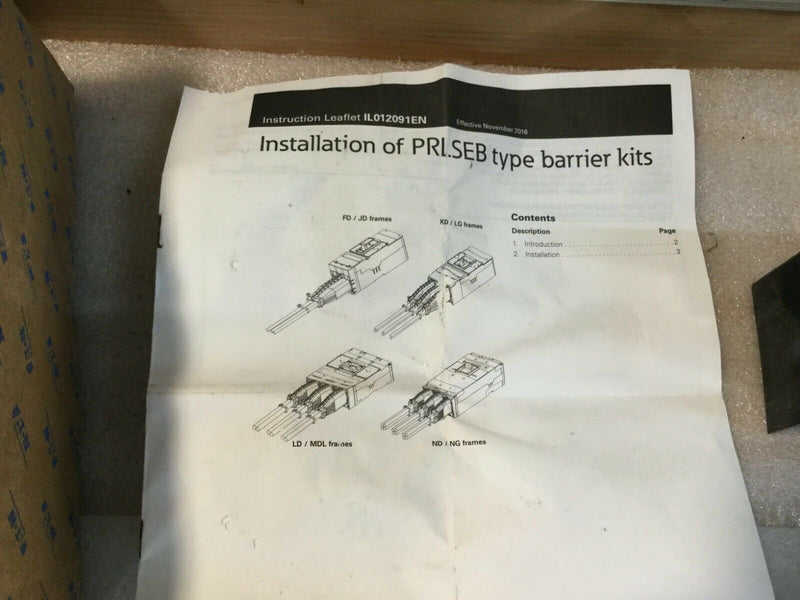 Instruction Leaflet IL012091EN
Effective November 2016
Installation of PRLSEB type barrier kits
FD / JD frames
KD / LG frames
Contents
Description Page
1. Introduction . . . . . . . . . . . . . . . . . . . . . . . . . . . . 2
2. Installation . . . . . . . . . . . . . . . . . . . . . . . . . . . . 3
LD / MDL frames
ND / NG frames